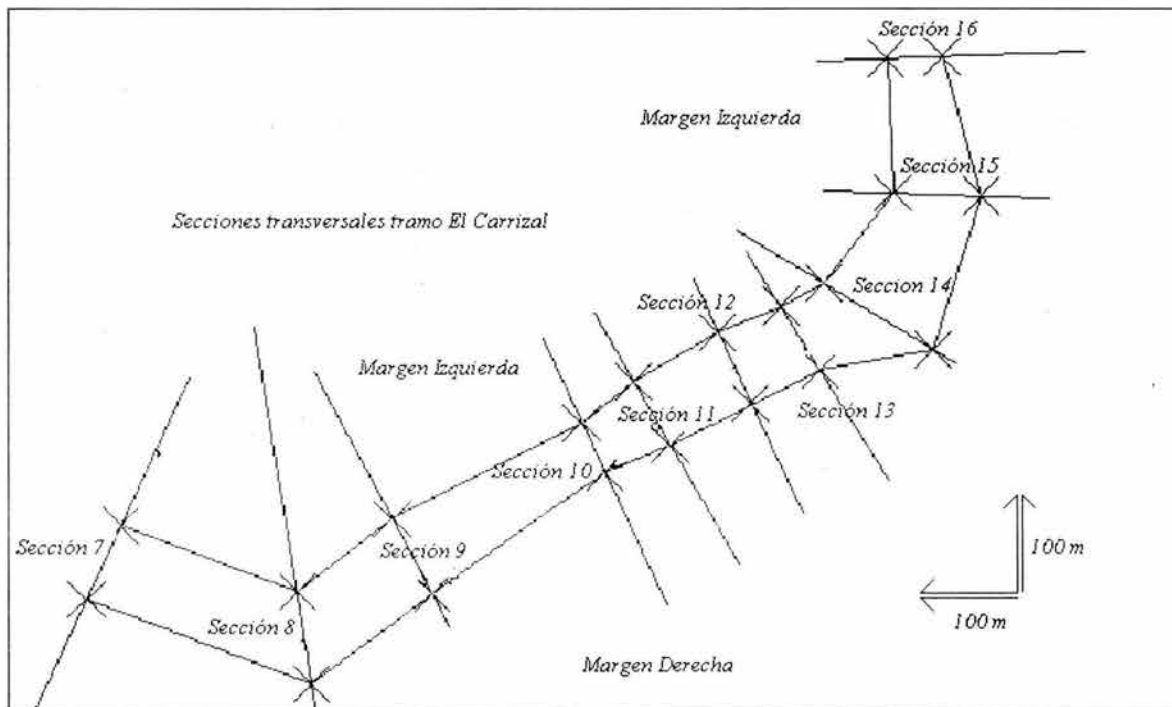 Sección 16
Margen Izquierda
Sección 15
Secciones transversales tramo El Carrizal
Seccion 14
Sección 12
Margen Izquierda
Sección 13
Sección 11
Sección 10
Sección 7
Sección 9
100 m
Sección 8
100 m
Margen Derecha